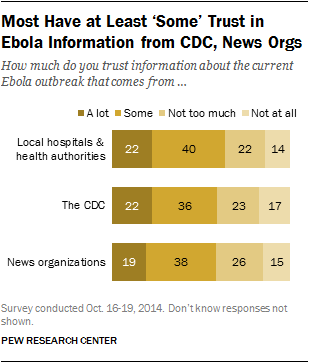 Most Have at Least ‘Some’ Trust in
Ebola Information from CDC, News Orgs
How much do you trust information about the current
Ebola outbreak that comes from ...
A lot Some Not too much Not at all
Local hospitals &
health authorities
22 40 22 14
The CDC
22 36 23 17
News organizations
19 38 26 15
Survey conducted Oct. 16-19, 2014. Don’t know responses not
shown.
PEW RESEARCH CENTER